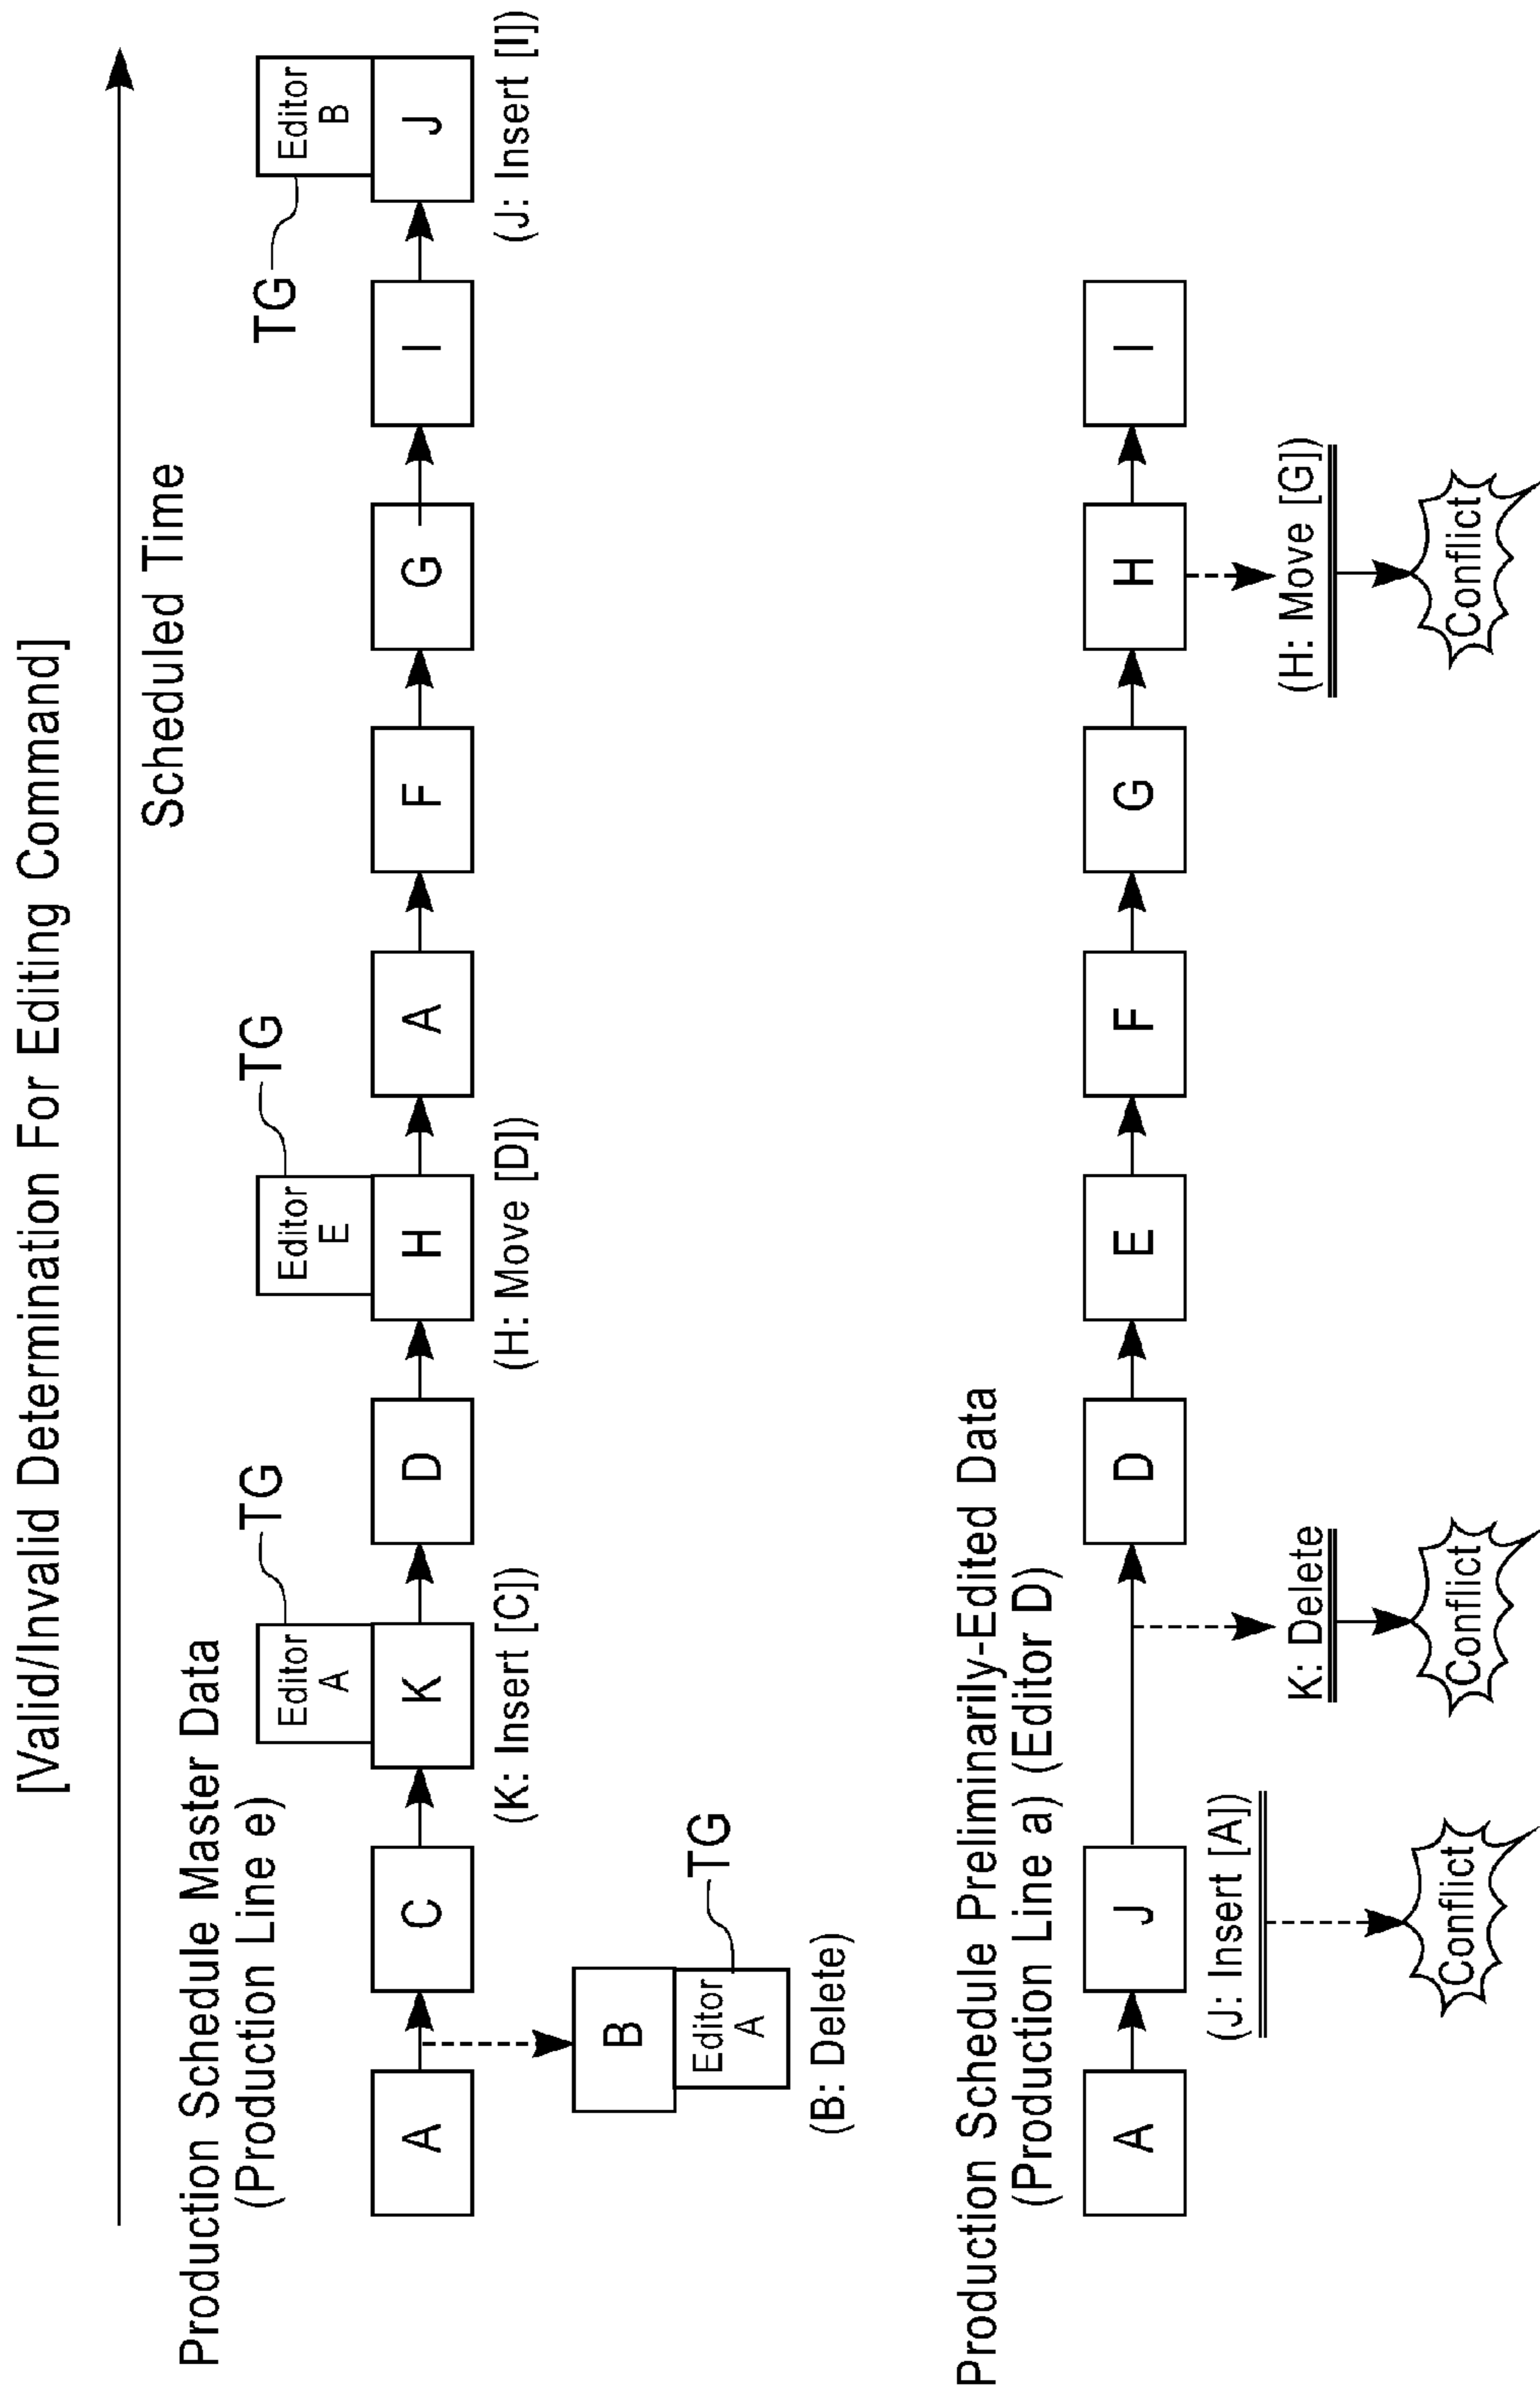 [Valid/Invalid Determination For Editing Command]
Scheduled Time
Production Schedule Master Data
(Production Line e)
TG
TG
TG
Editor
A
Editor
E
Editor
B
A
C
K
D
H
A
F
G
I
J
(K: Insert [C])
(H: Move [D])
(J: Insert [I])
B
Editor
A
TG
(B: Delete)
Production Schedule Preliminarily-Edited Data
(Production Line a) (Editor D)
A
J
D
E
F
G
H
I
(J: Insert [A])
K: Delete
(H: Move [G])
Conflict
Conflict
Conflict